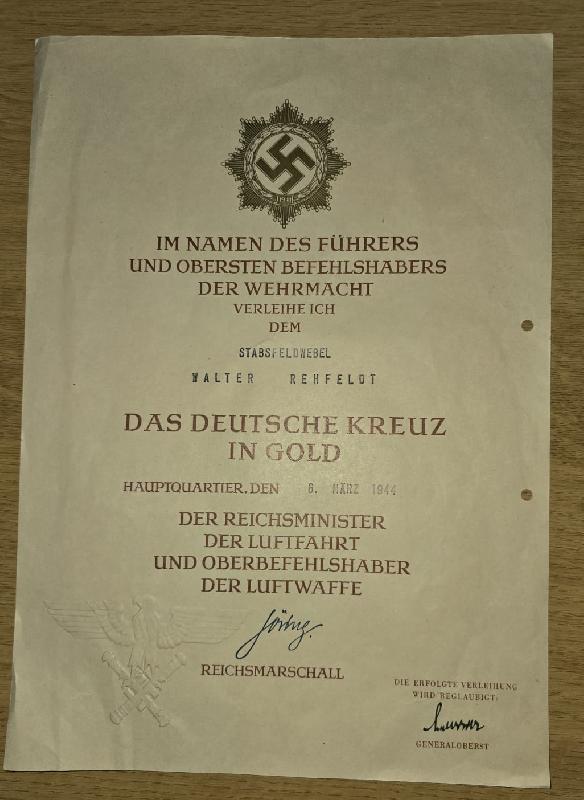 1941
IM NAMEN DES FÜHRERS
UND OBERSTEN BEFEHLSHABERS
DER WEHRMACHT
VERLEIHE ICH
DEM
STABSFELDWEBEL
WALTER REHFELDT
DAS DEUTSCHE KREUZ
IN GOLD
HAUPTQUARTIER, DEN 6. MÄRZ 1944
DER REICHSMINISTER
DER LUFTFAHRT
UND OBERBEFEHLSHABER
DER LUFTWAFFE
Göring
REICHSMARSCHALL
DIE ERFOLGTE VERLEIHUNG
WIRD BEGLAUBIGT:
GENERALOBERST